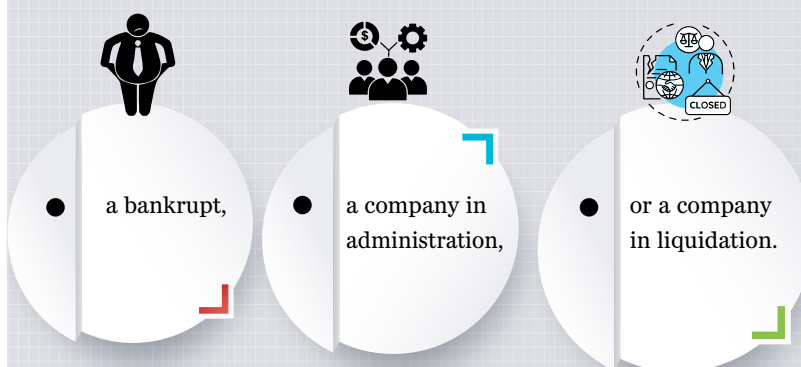 $
CLOSED
a bankrupt,
a company in
administration,
or a company
in liquidation.